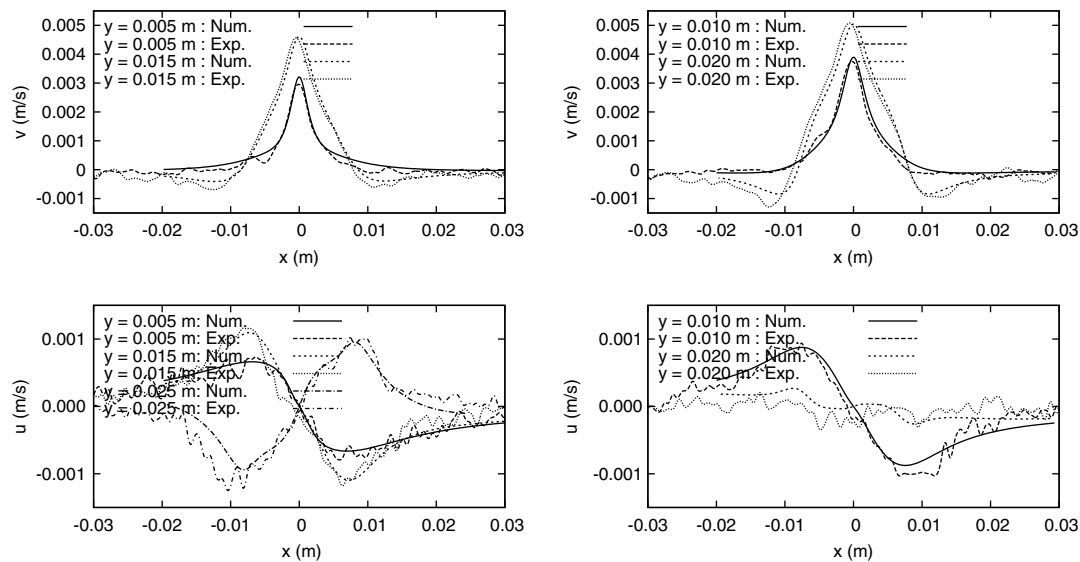 y = 0.005 m : Num.
y = 0.005 m : Exp.
y = 0.015 m : Num.
y = 0.015 m : Exp.
0.005
0.004
0.003
0.002
0.001
0
-0.001
v (m/s)
-0.03 -0.02 -0.01 0 0.01 0.02 0.03
x (m)
y = 0.010 m : Num.
y = 0.010 m : Exp.
y = 0.020 m : Num.
y = 0.020 m : Exp.
0.005
0.004
0.003
0.002
0.001
0
-0.001
v (m/s)
-0.03 -0.02 -0.01 0 0.01 0.02 0.03
x (m)
y = 0.005 m: Num.
y = 0.005 m: Exp.
y = 0.015 m: Num.
y = 0.015 m: Exp.
y = 0.025 m: Num.
y = 0.025 m: Exp.
0.001
0.000
-0.001
u (m/s)
-0.03 -0.02 -0.01 0 0.01 0.02 0.03
x (m)
y = 0.010 m : Num.
y = 0.010 m : Exp.
y = 0.020 m : Num.
y = 0.020 m : Exp.
0.001
0.000
-0.001
u (m/s)
-0.03 -0.02 -0.01 0 0.01 0.02 0.03
x (m)